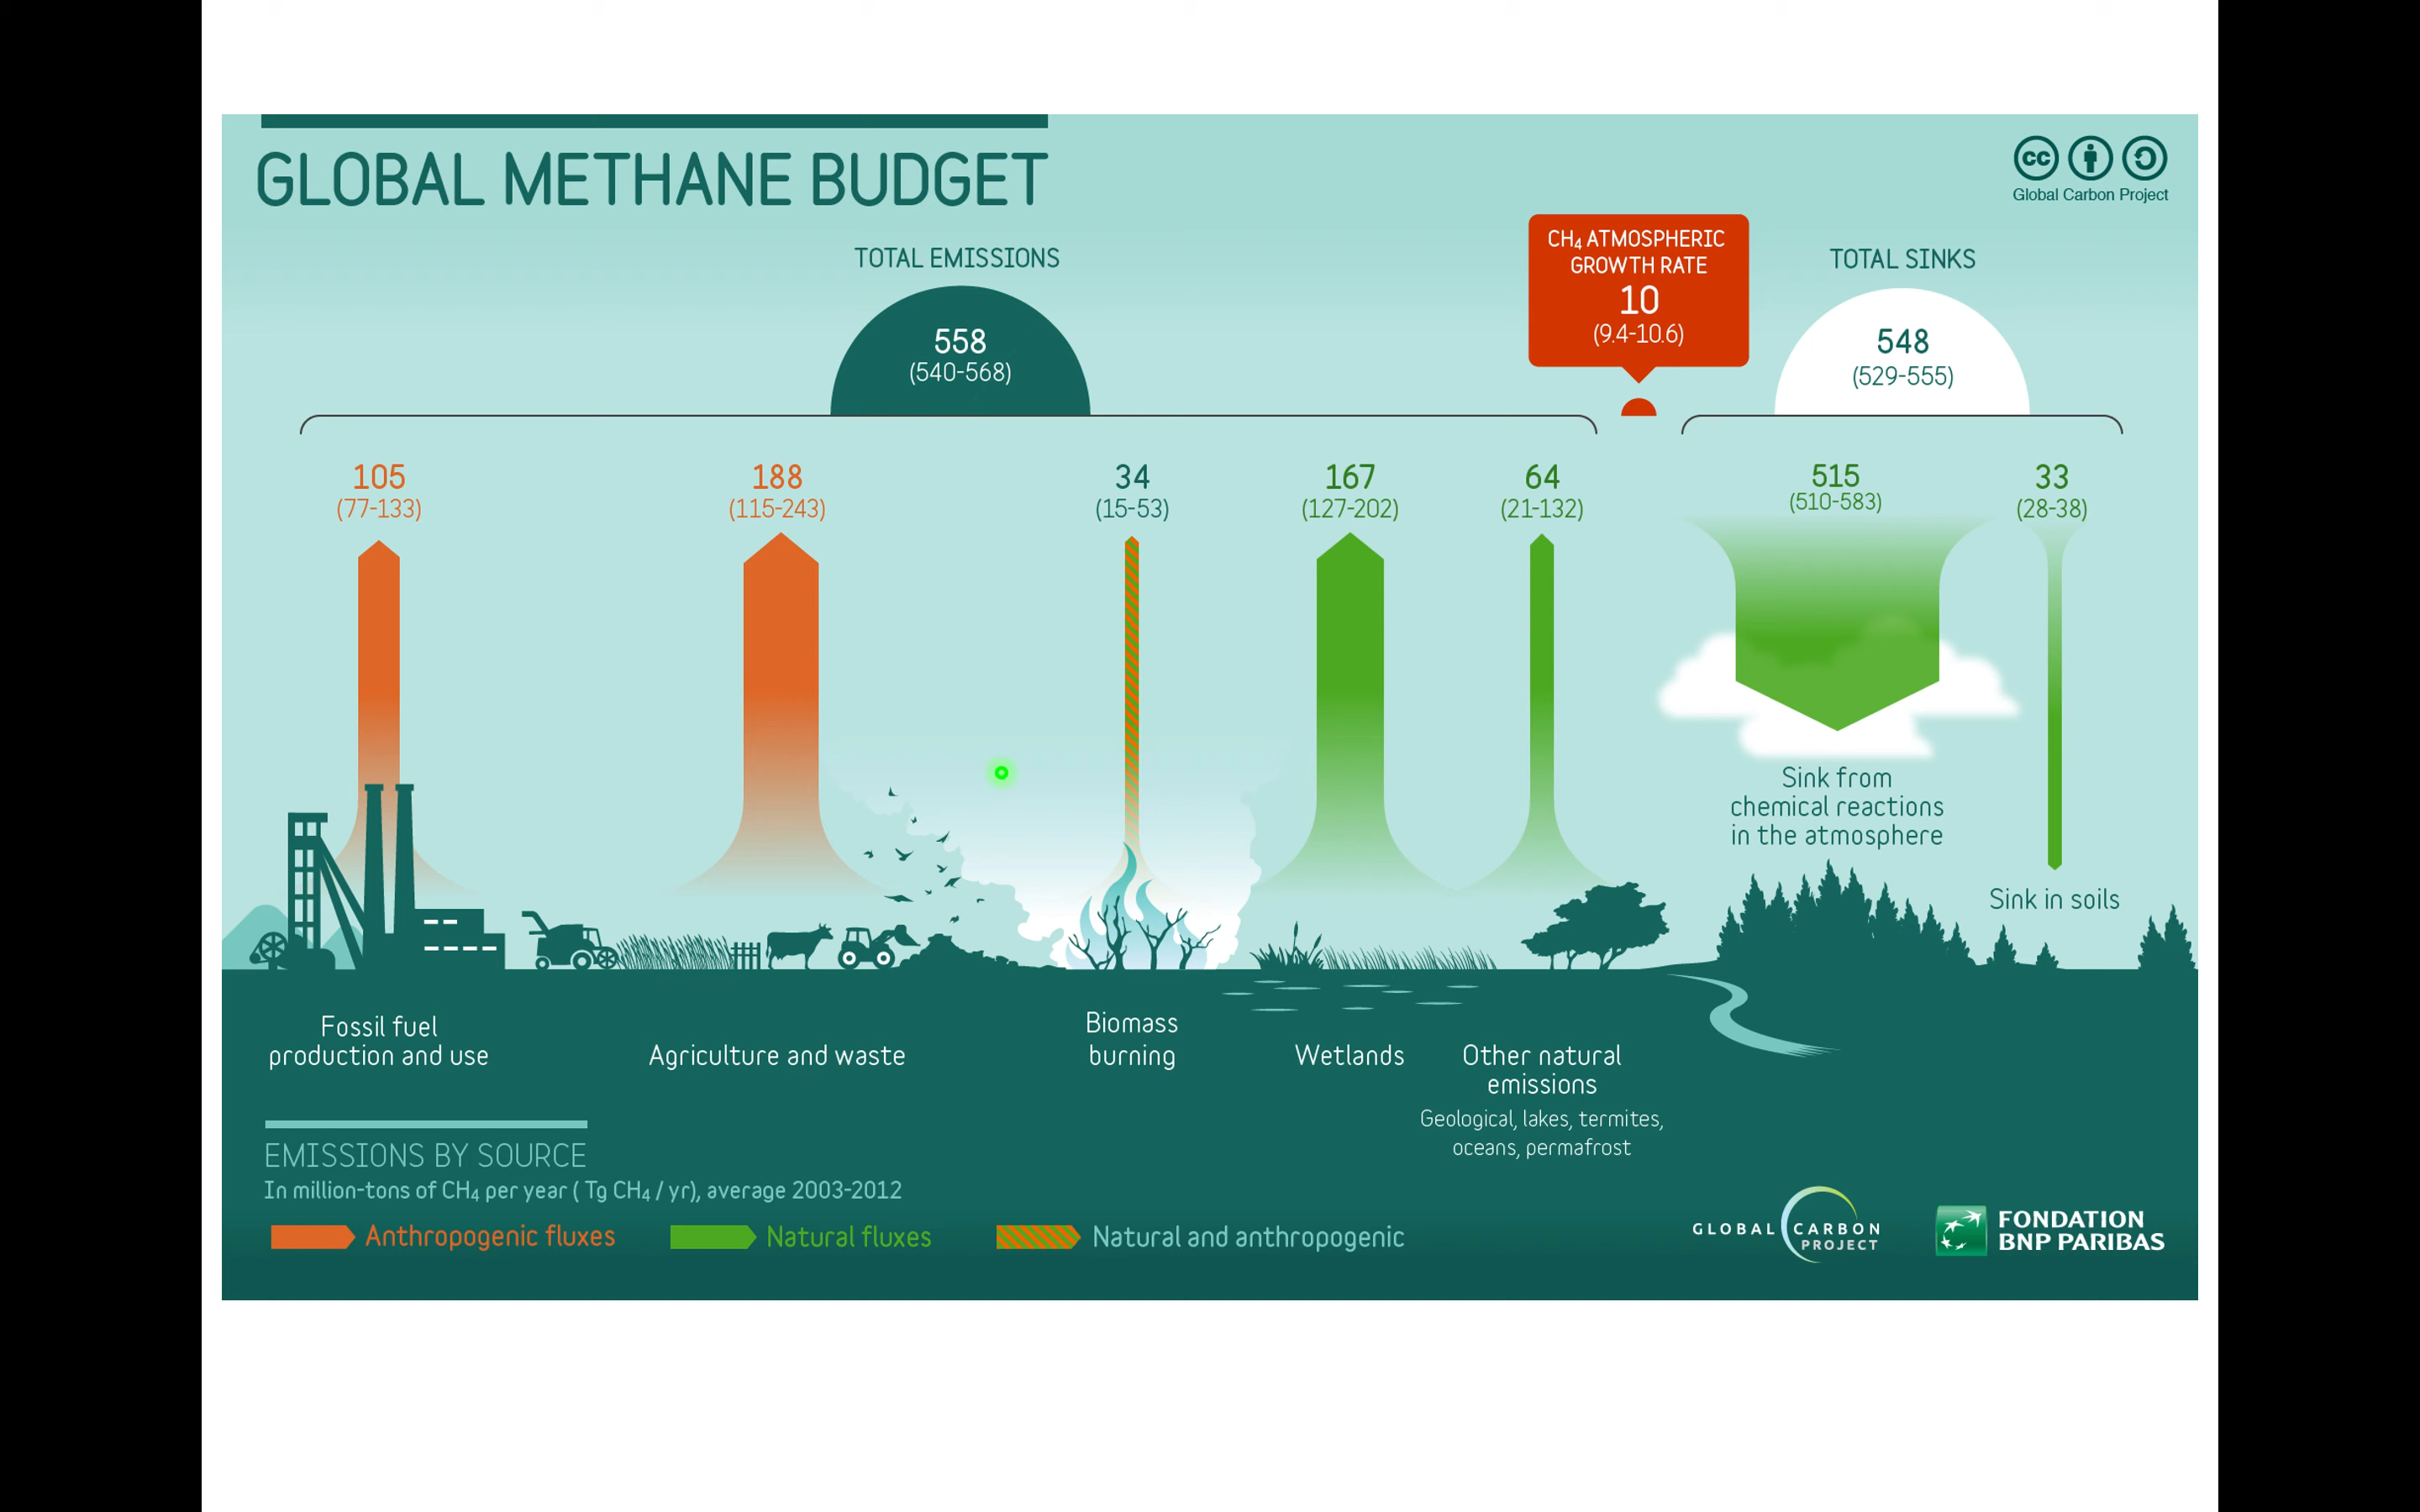 GLOBAL METHANE BUDGET
cc
Global Carbon Project
TOTAL EMISSIONS
558
(540-568)
CH₄ ATMOSPHERIC
GROWTH RATE
10
(9.4-10.6)
TOTAL SINKS
548
(529-555)
105
(77-133)
188
(115-243)
34
(15-53)
167
(127-202)
64
(21-132)
515
(510-583)
33
(28-38)
Sink from
chemical reactions
in the atmosphere
Sink in soils
Fossil fuel
production and use
Agriculture and waste
Biomass
burning
Wetlands
Other natural
emissions
Geological, lakes, termites,
oceans, permafrost
EMISSIONS BY SOURCE
In million-tons of CH₄ per year ( Tg CH₄ / yr), average 2003-2012
Anthropogenic fluxes
Natural fluxes
Natural and anthropogenic
GLOBAL CARBON
PROJECT
FONDATION
BNP PARIBAS